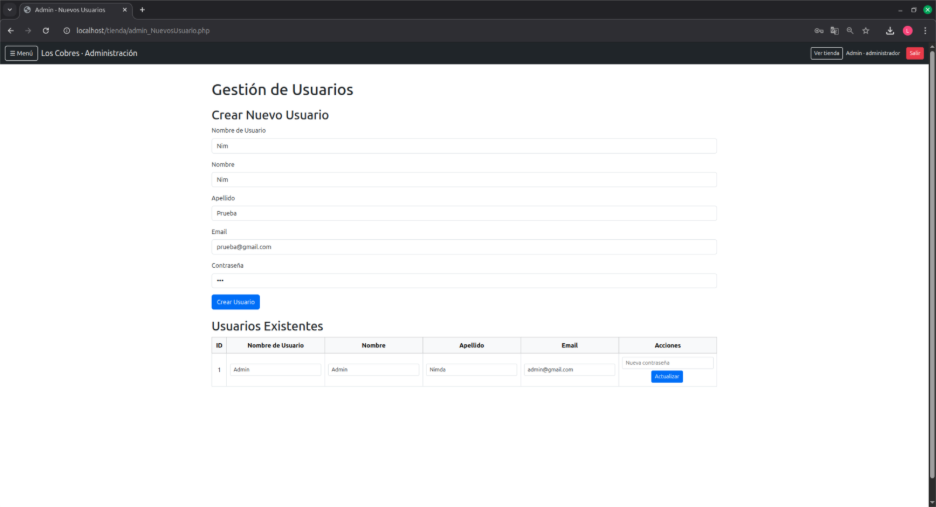 Admin - Nuevos Usuarios
localhost/tienda/admin_NuevosUsuario.php
L
☰ Menú Los Cobres · Administración Ver tienda Admin · administrador Salir
Gestión de Usuarios
Crear Nuevo Usuario
Nombre de Usuario
Nim
Nombre
Nim
Apellido
Prueba
Email
prueba@gmail.com
Contraseña
•••
Crear Usuario
Usuarios Existentes
ID Nombre de Usuario Nombre Apellido Email Acciones
1 Admin Admin Nimda admin@gmail.com Nueva contraseña
Actualizar